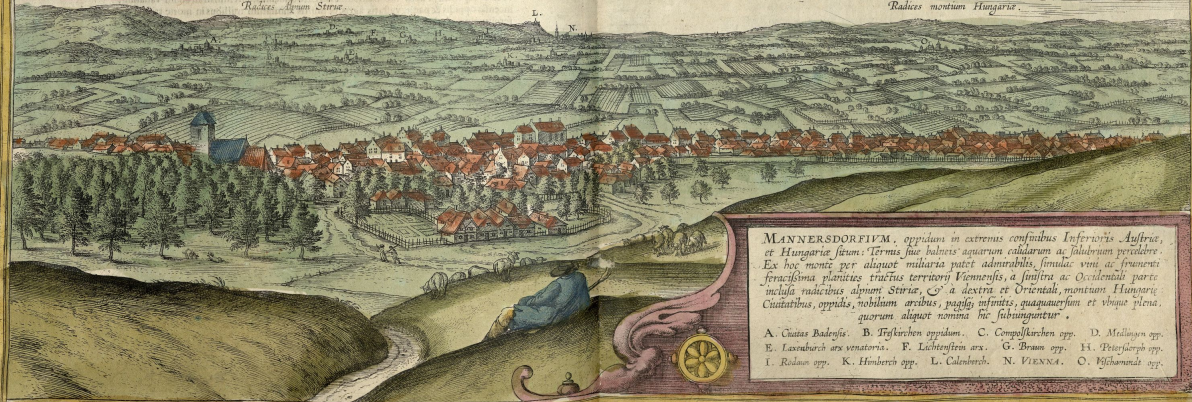 Radices Alpium Stiriæ.
Radices montium Hungariæ.
L.
N.
MANNERSDORFIVM, oppidum in extremis confinibus Inferioris Austriæ,
et Hungariæ situm: Termis siue balneis aquarum calidarum ac salubrium percelebre.
Ex hoc monte per aliquot miliaria patet admirabilis, simulac vini ac frumenti
feracissima planities tractus territorij Viennensis, a sinistra ac Occidentali parte
inclusa radicibus alpium Stiriæ, & a dextra et Orientali, montium Hungariæ
Ciuitatibus, oppidis, nobilium arcibus, pagisq; infinitis, quaquauersum et vbique plena,
quorum aliquot nomina hic subiunguntur.
A. Ciuitas Badensis. B. Treskirchen oppidum. C. Compolskirchen opp. D. Medlingen opp.
E. Laxenburch arx venatoria. F. Lichtenstein arx. G. Braun opp. H. Petersdorph opp.
I. Rodaun opp. K. Himberch opp. L. Calenberch. N. VIENNA. O. Vischamundt opp.